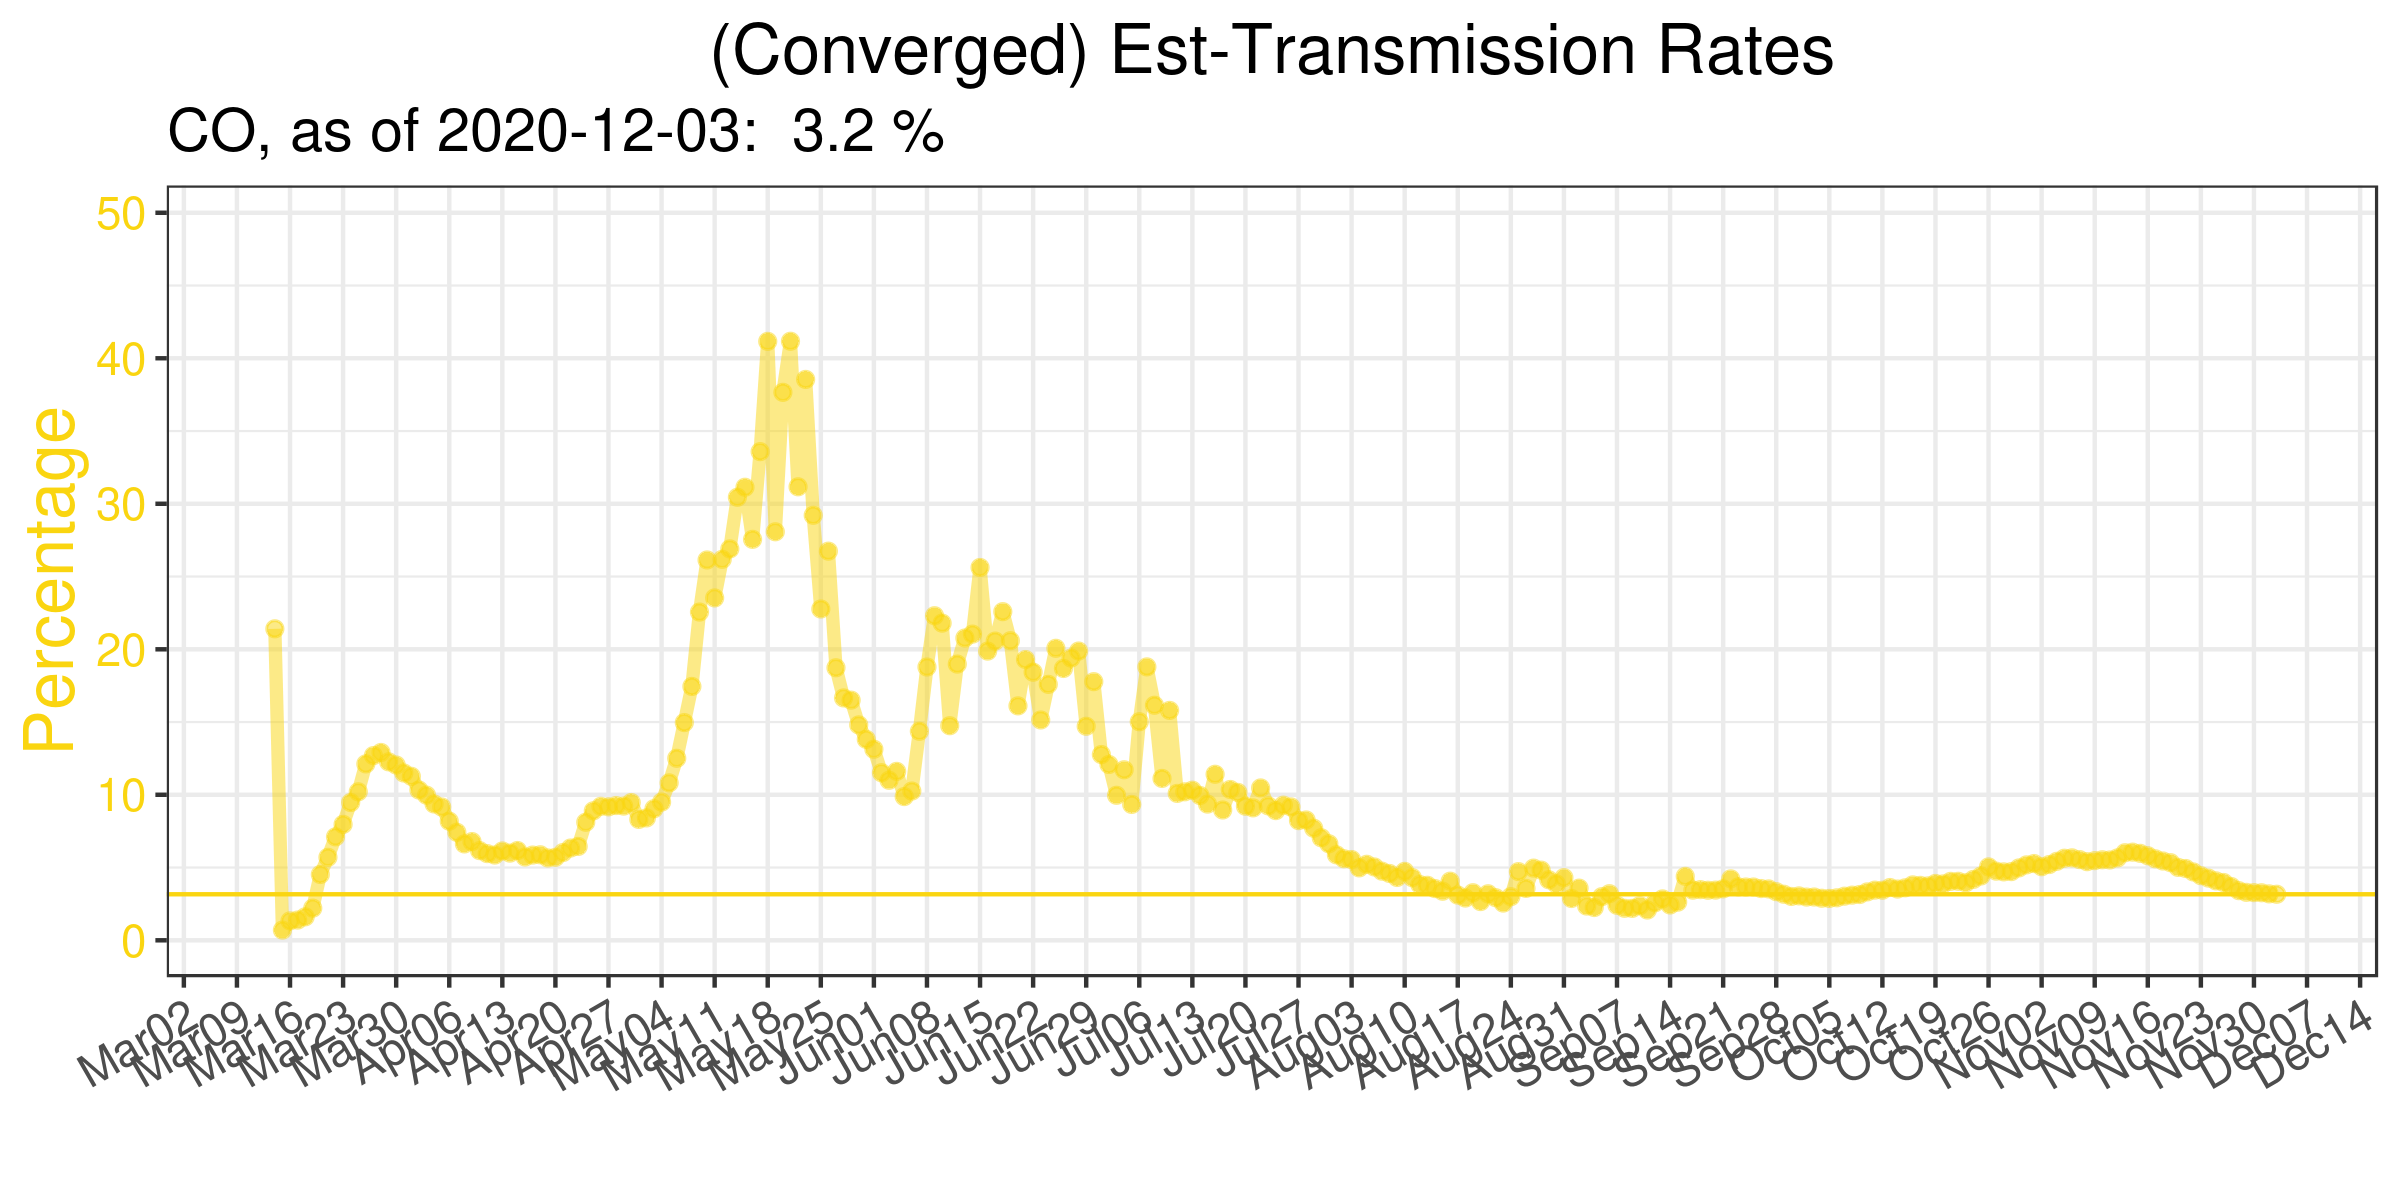 (Converged) Est-Transmission Rates
CO, as of 2020-12-03:  3.2 %
Percentage
50
40
30
20
10
0
Mar02
Mar09
Mar16
Mar23
Mar30
Apr06
Apr13
Apr20
Apr27
May04
May11
May18
May25
Jun01
Jun08
Jun15
Jun22
Jun29
Jul06
Jul13
Jul20
Jul27
Aug03
Aug10
Aug17
Aug24
Aug31
Sep07
Sep14
Sep21
Sep28
Oct05
Oct12
Oct19
Oct26
Nov02
Nov09
Nov16
Nov23
Nov30
Dec07
Dec14